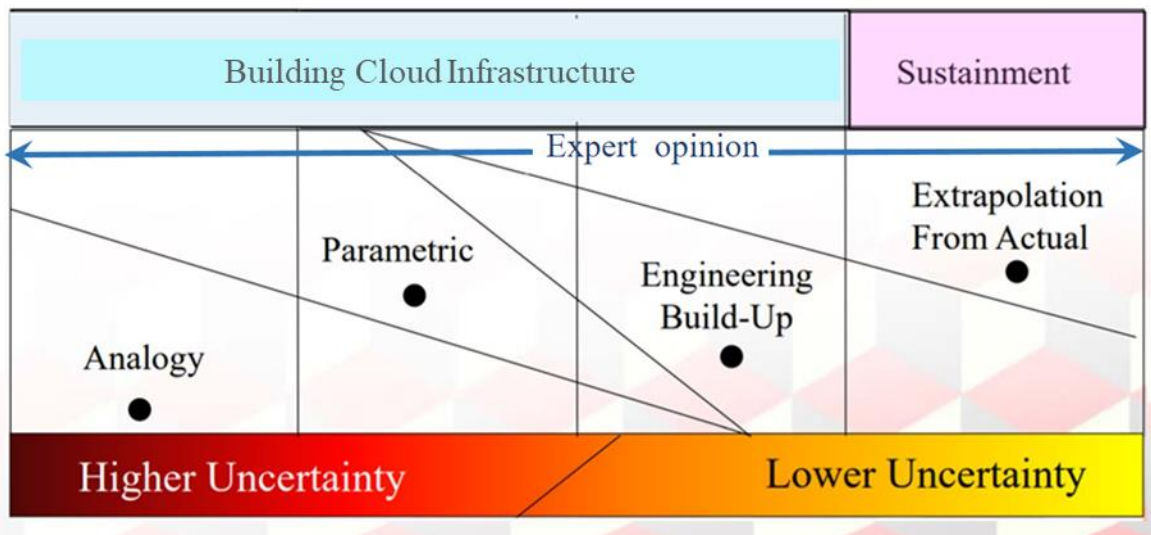 Building Cloud Infrastructure
Sustainment
Expert opinion
Extrapolation
From Actual
Parametric
Engineering
Build-Up
Analogy
Higher Uncertainty
Lower Uncertainty